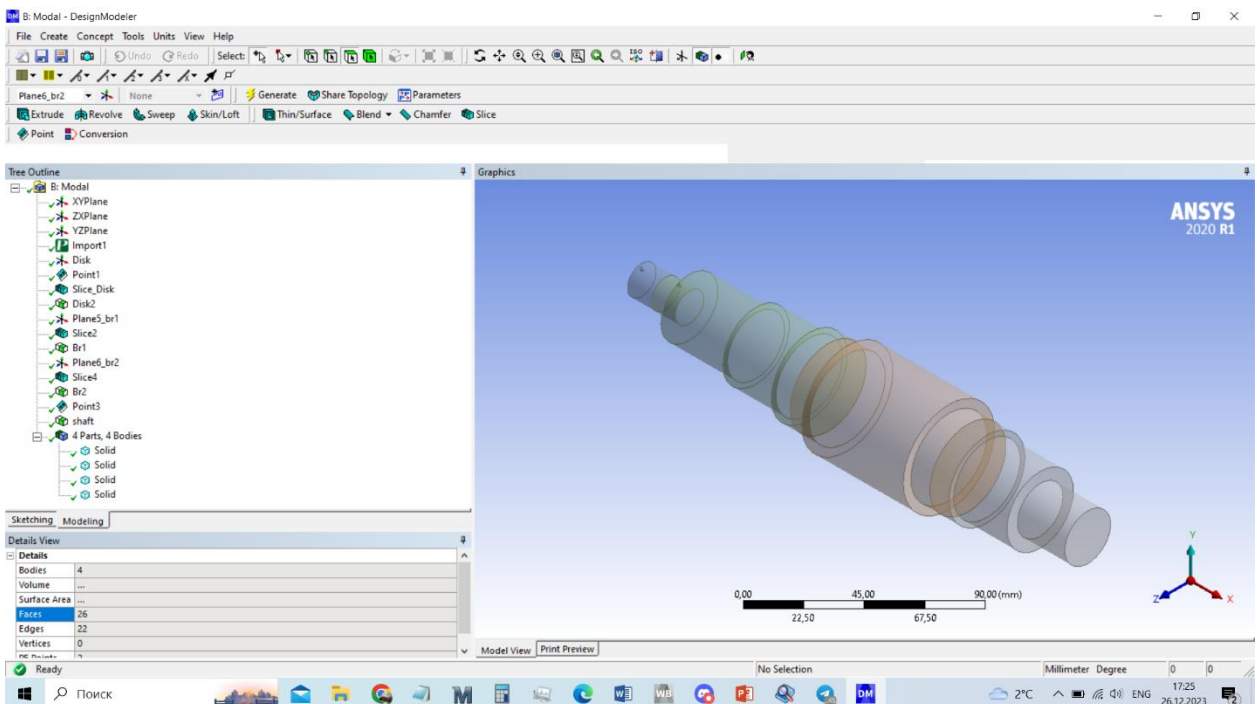 B: Modal - DesignModeler
File Create Concept Tools Units View Help
Undo Redo Select:
Plane6_br2 None Generate Share Topology Parameters
Extrude Revolve Sweep Skin/Loft Thin/Surface Blend Chamfer Slice
Point Conversion
Tree Outline
B: Modal
XYPlane
ZXPlane
YZPlane
Import1
Disk
Point1
Slice_Disk
Disk2
Plane5_br1
Slice2
Br1
Plane6_br2
Slice4
Br2
Point3
shaft
4 Parts, 4 Bodies
Solid
Solid
Solid
Solid
Sketching Modeling
Details View
Details
Bodies 4
Volume ...
Surface Area ...
Faces 26
Edges 22
Vertices 0
Graphics
ANSYS
2020 R1
0,00 45,00 90,00 (mm)
22,50 67,50
Y
Z X
Model View Print Preview
Ready No Selection Millimeter Degree 0 0
Поиск 2°C ENG 17:25
26.12.2023